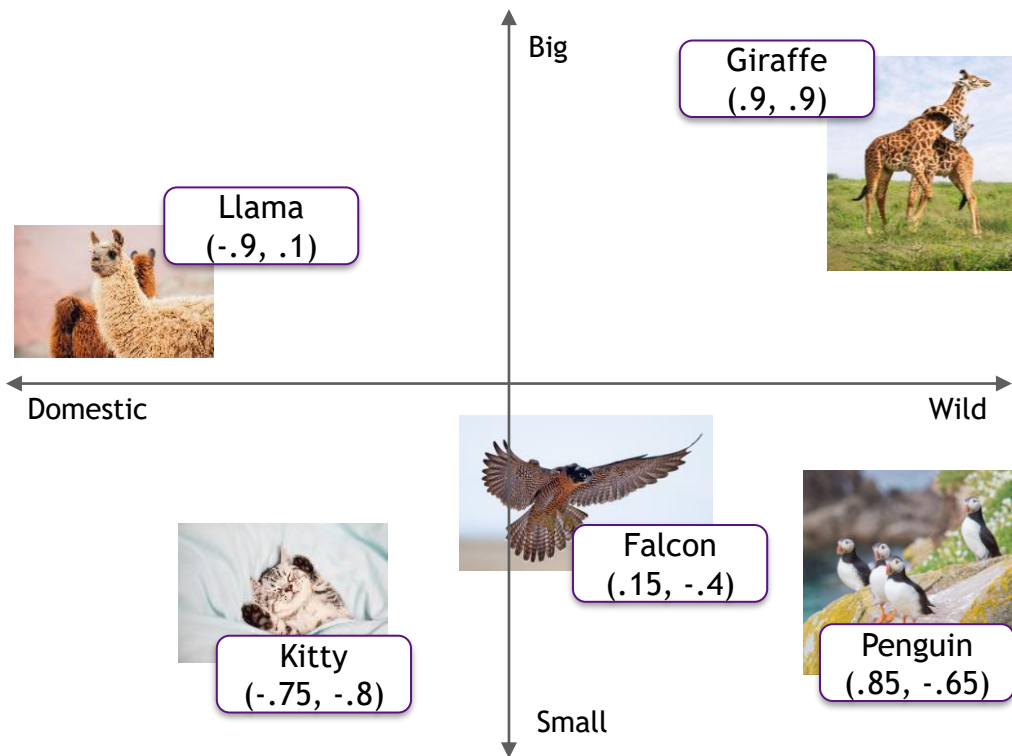 Big
Giraffe
(.9, .9)
Llama
(-.9, .1)
Domestic
Wild
Falcon
(.15, -.4)
Kitty
(-.75, -.8)
Penguin
(.85, -.65)
Small